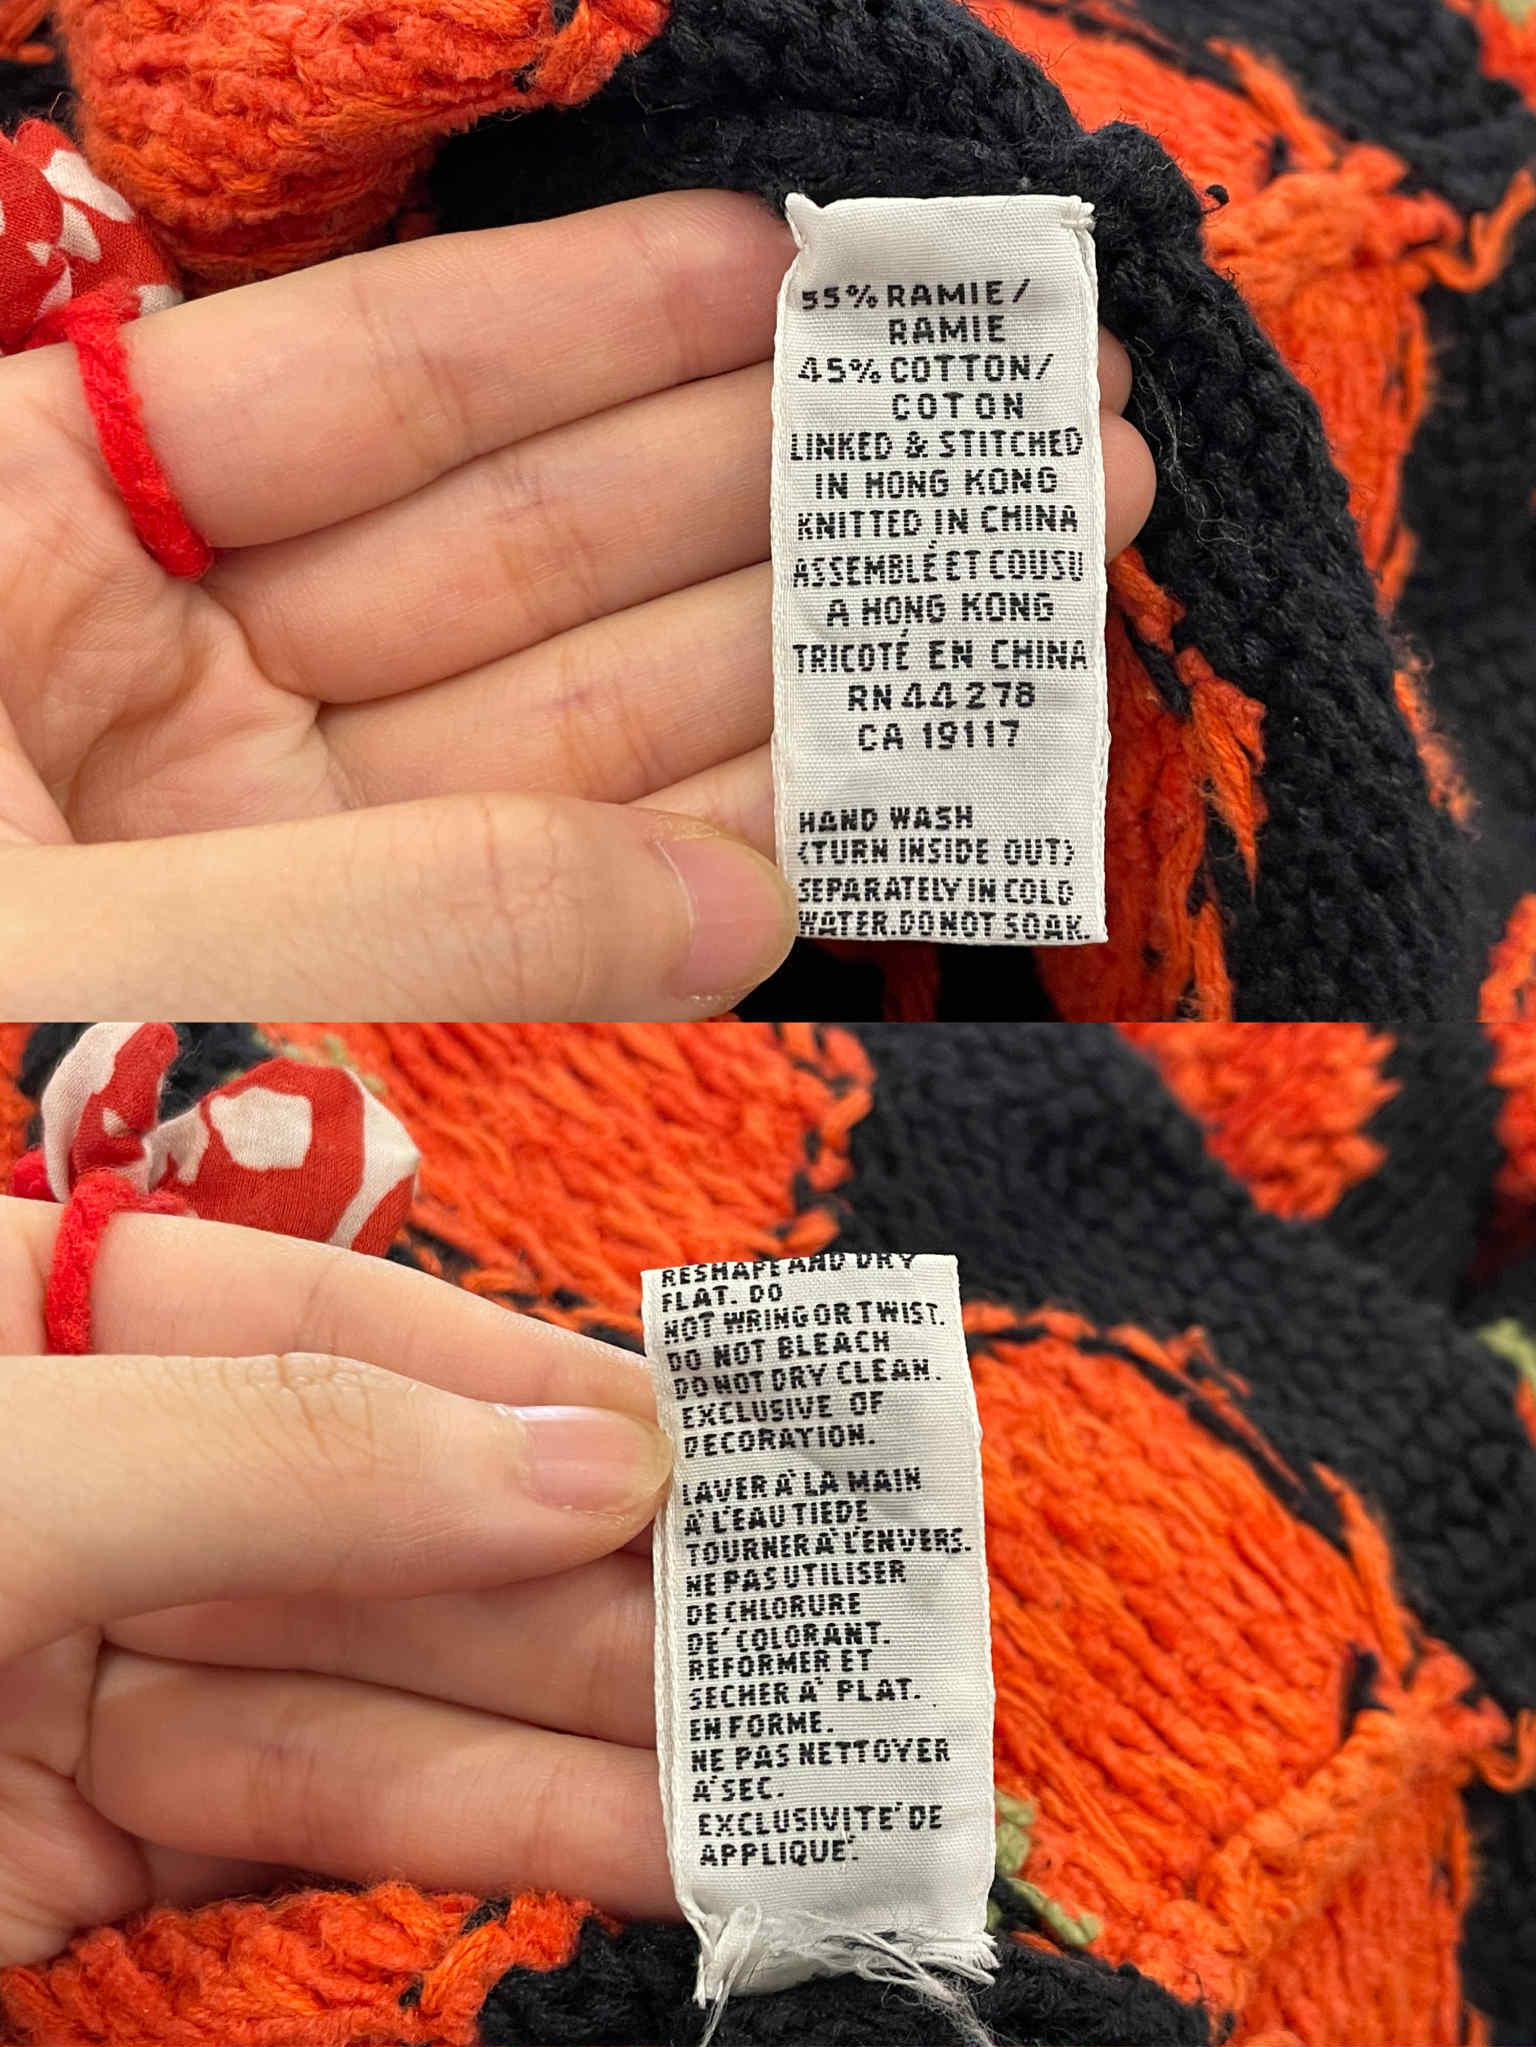 55% RAMIE/
RAMIE
45% COTTON/
COTON
LINKED & STITCHED
IN HONG KONG
KNITTED IN CHINA
ASSEMBLÉ ET COUSU
A HONG KONG
TRICOTÉ EN CHINA
RN 44278
CA 19117
HAND WASH
(TURN INSIDE OUT)
SEPARATELY IN COLD
WATER. DO NOT SOAK.
RESHAPE AND DRY
FLAT. DO
NOT WRING OR TWIST.
DO NOT BLEACH
DO NOT DRY CLEAN.
EXCLUSIVE OF
DECORATION.
LAVER À LA MAIN
À L'EAU TIEDE
TOURNER À L'ENVERS.
NE PAS UTILISER
DE CHLORURE
DE' COLORANT.
REFORMER ET
SECHER A' PLAT.
EN FORME.
NE PAS NETTOYER
A' SEC.
EXCLUSIVITE' DE
APPLIQUE'.